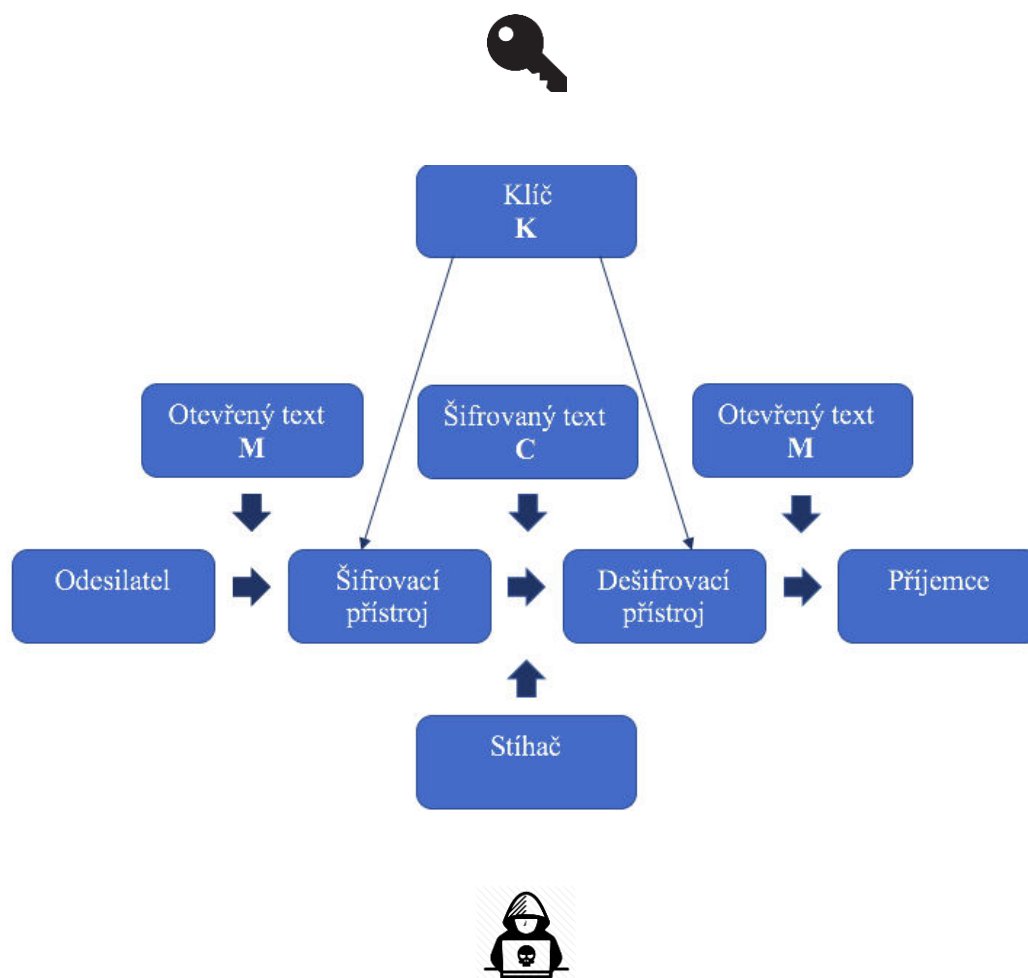 Klíč
K
Otevřený text
M
Šifrovaný text
C
Otevřený text
M
Odesilatel
Šifrovací
přístroj
Dešifrovací
přístroj
Příjemce
Stíhač